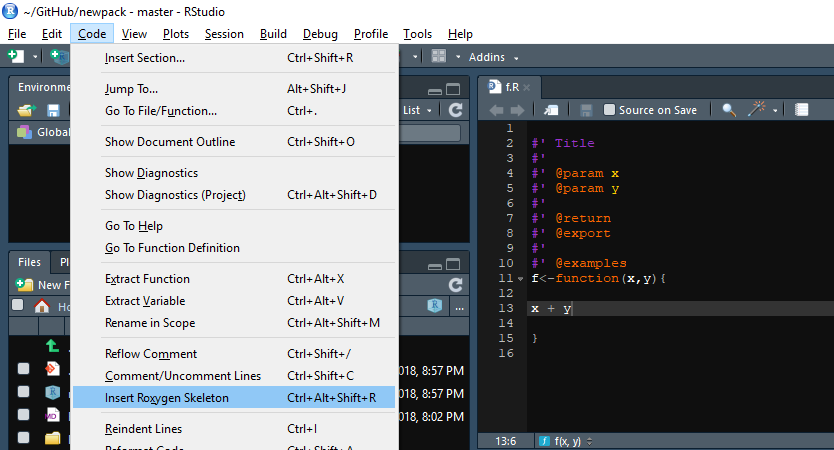 ~/GitHub/newpack - master - RStudio
File Edit Code View Plots Session Build Debug Profile Tools Help
Addins
Insert Section... Ctrl+Shift+R
Jump To... Alt+Shift+J
Go To File/Function... Ctrl+.
Show Document Outline Ctrl+Shift+O
Show Diagnostics
Show Diagnostics (Project) Ctrl+Alt+Shift+D
Go To Help
Go To Function Definition
Extract Function Ctrl+Alt+X
Extract Variable Ctrl+Alt+V
Rename in Scope Ctrl+Alt+Shift+M
Reflow Comment Ctrl+Shift+/
Comment/Uncomment Lines Ctrl+Shift+C
Insert Roxygen Skeleton Ctrl+Alt+Shift+R
Reindent Lines Ctrl+I
Reformat Code Ctrl+Shift+A
Environme
List
Global
Files Pl
New F
Ho
...
018, 8:57 PM
018, 8:57 PM
018, 8:02 PM
f.R
Source on Save
1
2 #' Title
3 #'
4 #' @param x
5 #' @param y
6 #'
7 #' @return
8 #' @export
9 #'
10 #' @examples
11 f<-function(x,y){
12
13 x + y
14
15 }
16
13:6 f(x, y)